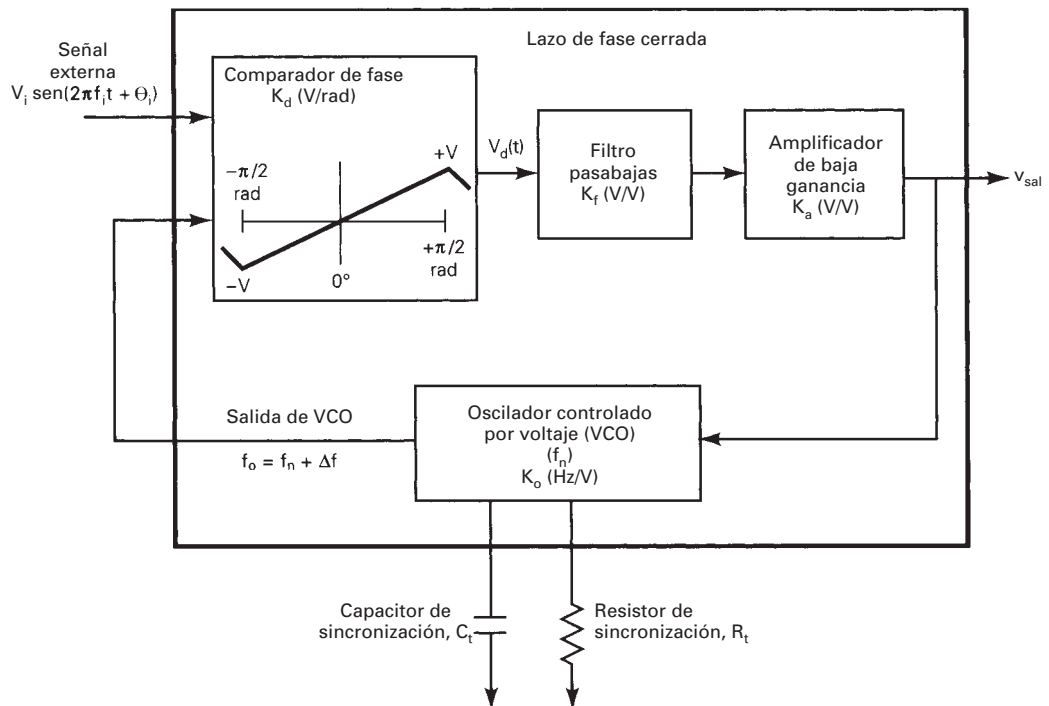 Lazo de fase cerrada
Señal
externa
V_i sen(2πf_i t + Θ_i)
Comparador de fase
K_d (V/rad)
−π/2
rad
+V
+π/2
rad
−V
0°
V_d(t)
Filtro
pasabajas
K_f (V/V)
Amplificador
de baja
ganancia
K_a (V/V)
v_sal
Salida de VCO
f_o = f_n + Δf
Oscilador controlado
por voltaje (VCO)
(f_n)
K_o (Hz/V)
Capacitor de
sincronización, C_t
Resistor de
sincronización, R_t